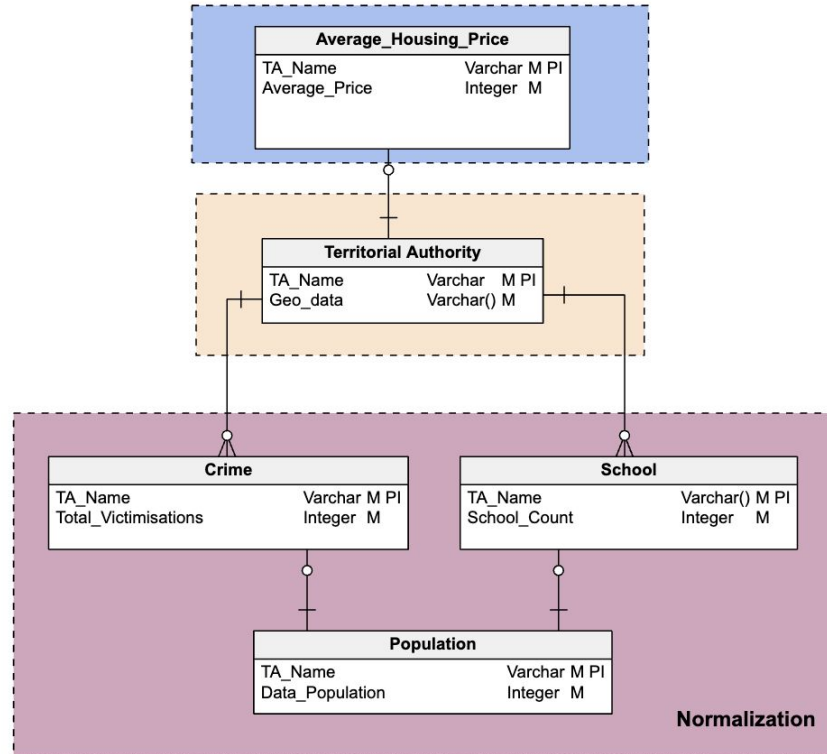 Average_Housing_Price
TA_Name Varchar M PI
Average_Price Integer M
Territorial Authority
TA_Name Varchar M PI
Geo_data Varchar() M
Crime
TA_Name Varchar M PI
Total_Victimisations Integer M
School
TA_Name Varchar() M PI
School_Count Integer M
Population
TA_Name Varchar M PI
Data_Population Integer M
Normalization